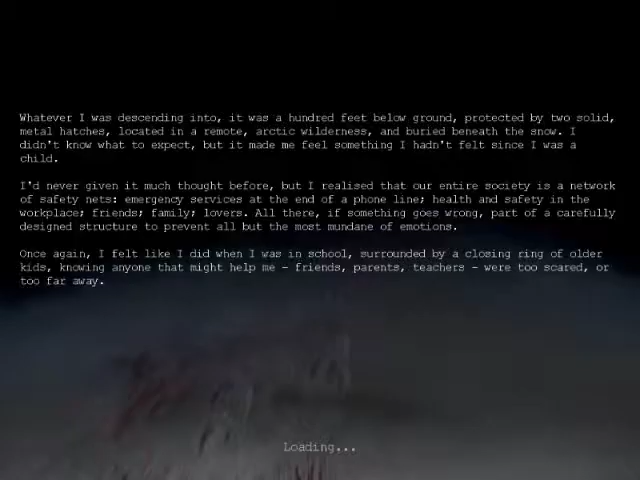 Whatever I was descending into, it was a hundred feet below ground, protected by two solid,
metal hatches, located in a remote, arctic wilderness, and buried beneath the snow. I
didn't know what to expect, but it made me feel something I hadn't felt since I was a
child.
I'd never given it much thought before, but I realised that our entire society is a network
of safety nets: emergency services at the end of a phone line; health and safety in the
workplace; friends; family; lovers. All there, if something goes wrong, part of a carefully
designed structure to prevent all but the most mundane of emotions.
Once again, I felt like I did when I was in school, surrounded by a closing ring of older
kids, knowing anyone that might help me - friends, parents, teachers - were too scared, or
too far away.
Loading...